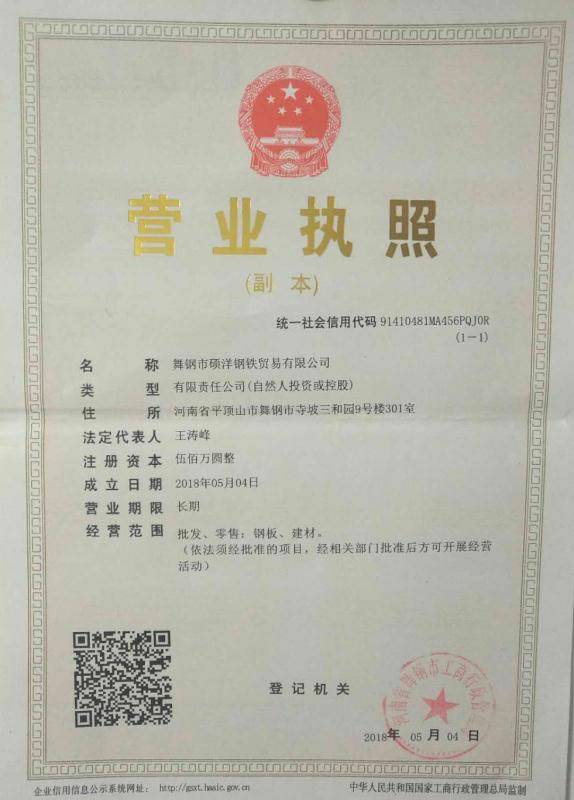 营业执照
(副 本)
统一社会信用代码 91410481MA456PQJ0R
(1-1)
名 称 舞钢市硕洋钢铁贸易有限公司
类 型 有限责任公司(自然人投资或控股)
住 所 河南省平顶山市舞钢市寺坡三和园9号楼301室
法定代表人 王涛峰
注册资本 伍佰万圆整
成立日期 2018年05月04日
营业期限 长期
经营范围 批发、零售：钢板、建材。
(依法须经批准的项目，经相关部门批准后方可开展经营
活动)
登记机关
2018年 05 月 04 日
企业信用信息公示系统网址： http://gsxt.haaic.gov.cn
中华人民共和国国家工商行政管理总局监制